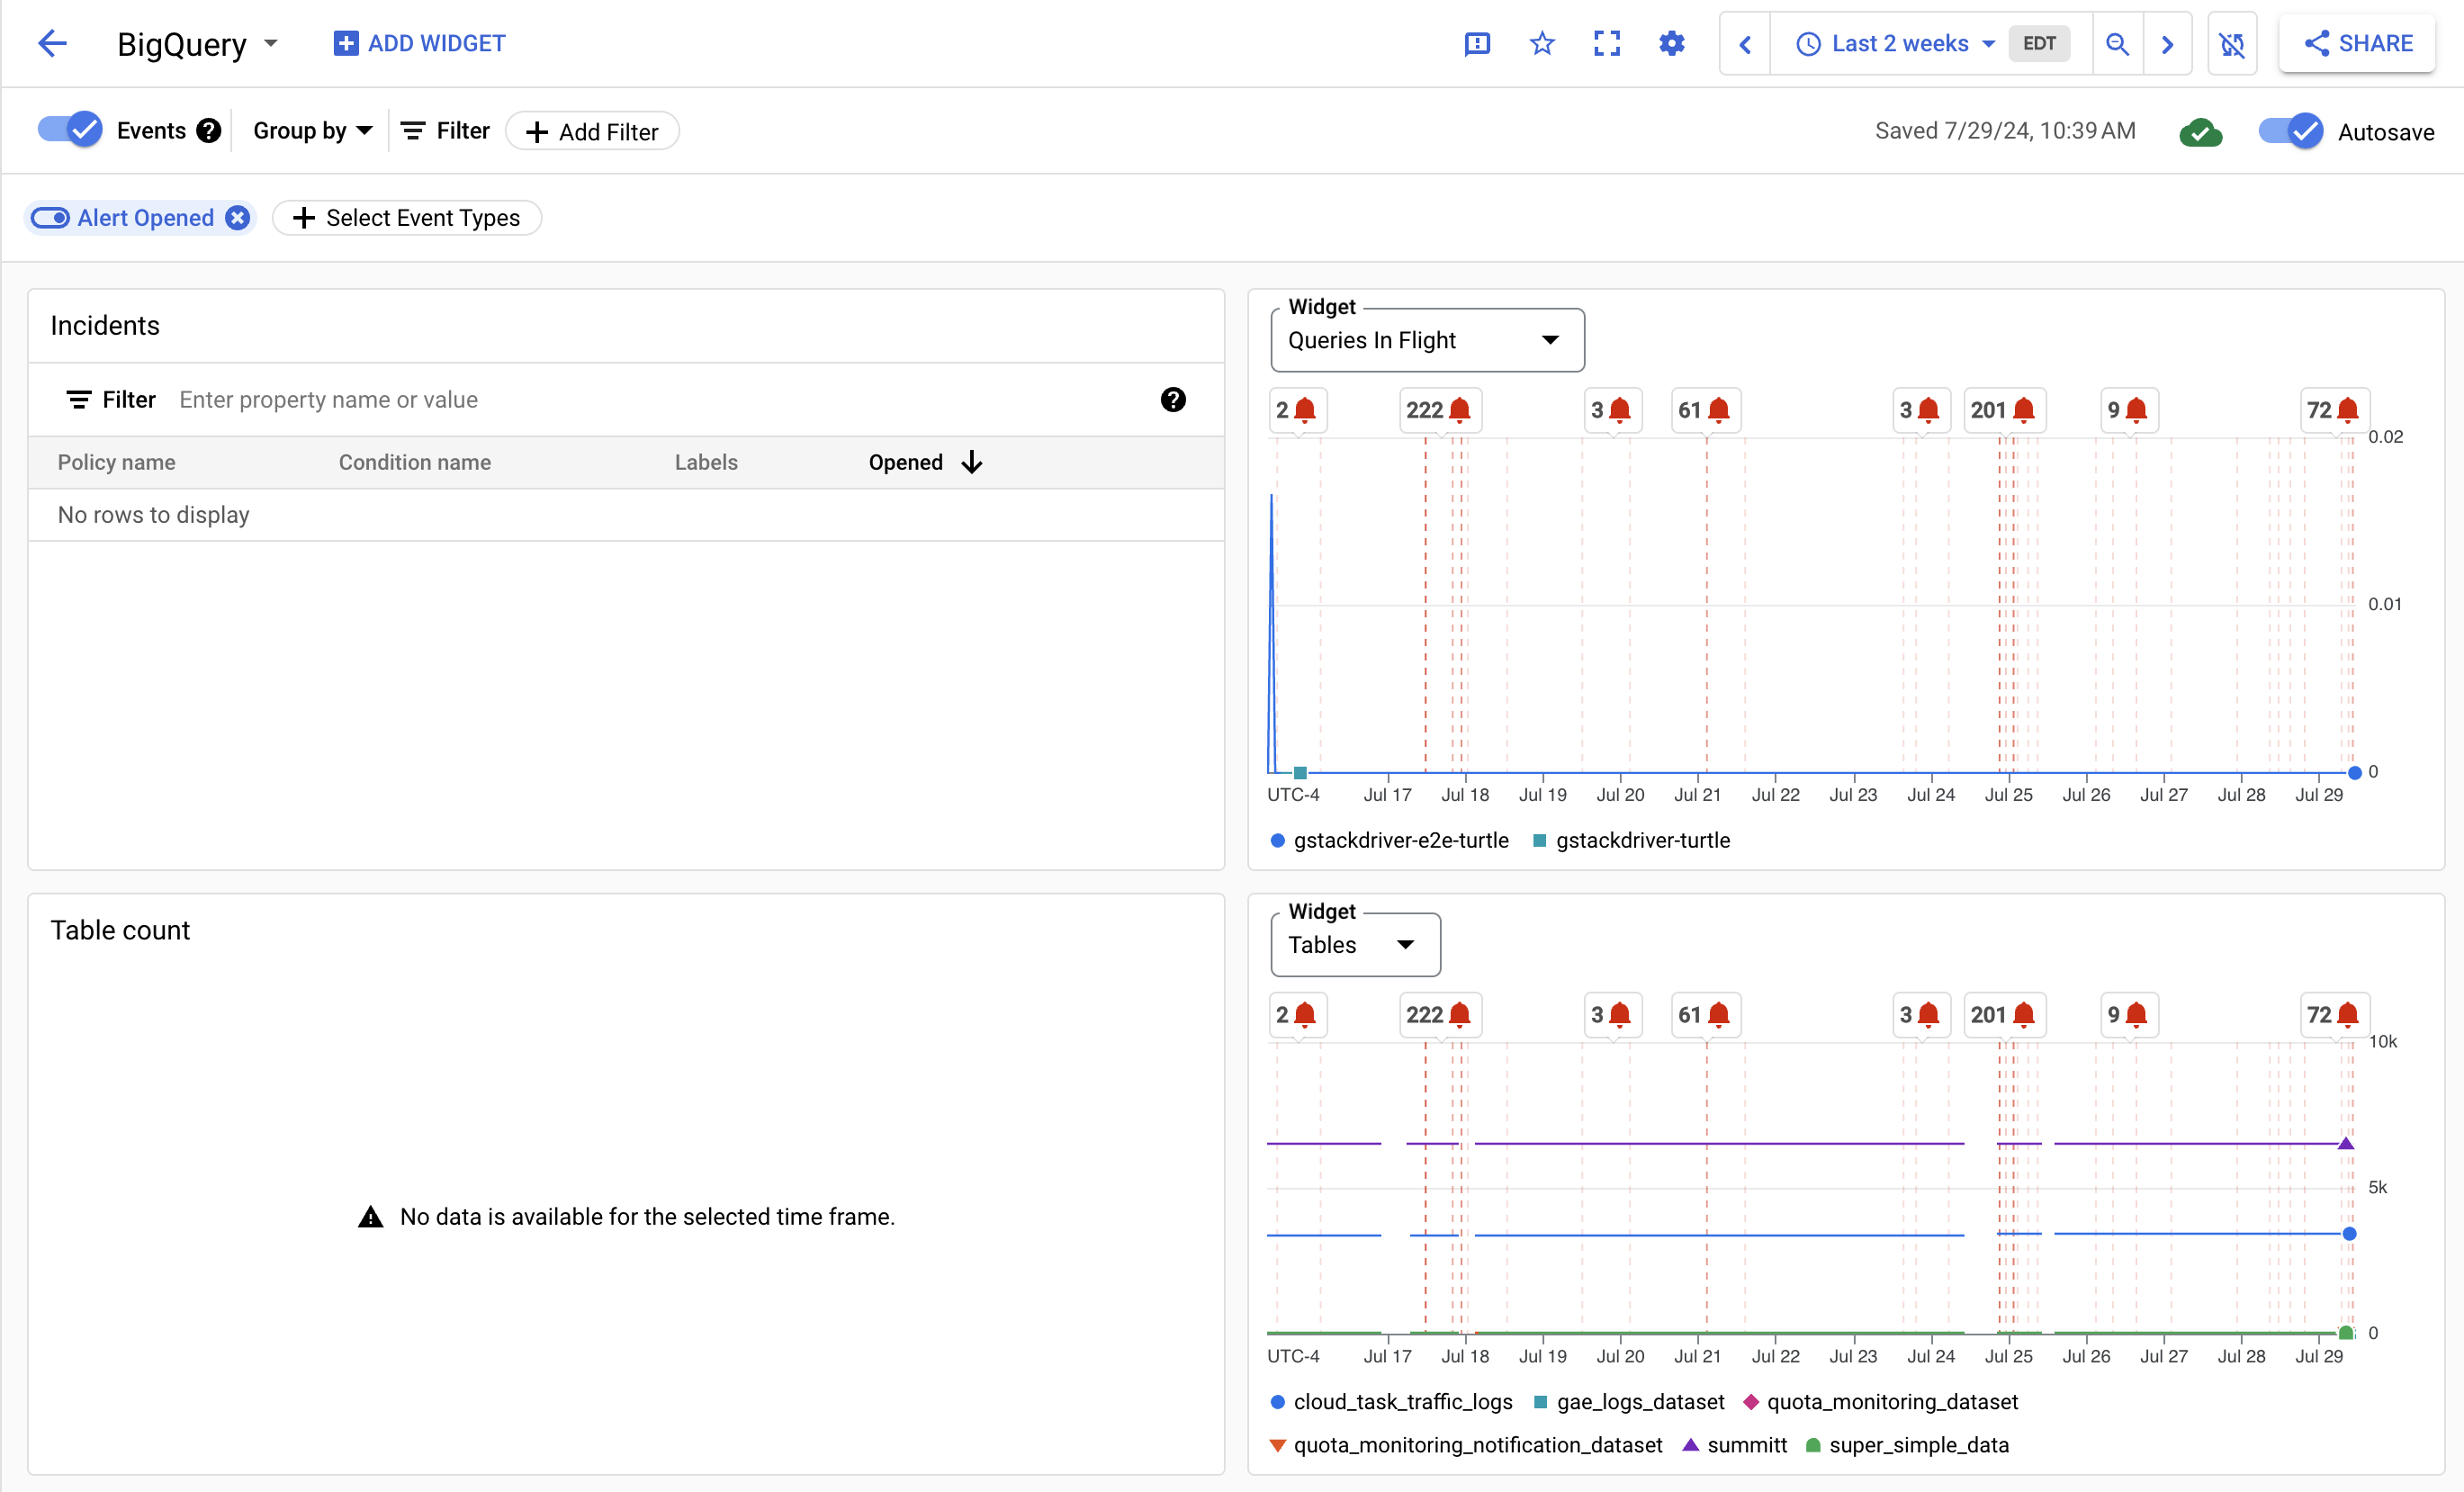 BigQuery
ADD WIDGET
Last 2 weeks
EDT
SHARE
Events
Group by
Filter
Add Filter
Saved 7/29/24, 10:39 AM
Autosave
Alert Opened
Select Event Types
Incidents
Filter Enter property name or value
Policy name Condition name Labels Opened
No rows to display
Widget
Queries In Flight
2 222 3 61 3 201 9 72
0.02
0.01
0
UTC-4 Jul 17 Jul 18 Jul 19 Jul 20 Jul 21 Jul 22 Jul 23 Jul 24 Jul 25 Jul 26 Jul 27 Jul 28 Jul 29
gstackdriver-e2e-turtle gstackdriver-turtle
Table count
No data is available for the selected time frame.
Widget
Tables
2 222 3 61 3 201 9 72
10k
5k
0
UTC-4 Jul 17 Jul 18 Jul 19 Jul 20 Jul 21 Jul 22 Jul 23 Jul 24 Jul 25 Jul 26 Jul 27 Jul 28 Jul 29
cloud_task_traffic_logs gae_logs_dataset quota_monitoring_dataset
quota_monitoring_notification_dataset summitt super_simple_data